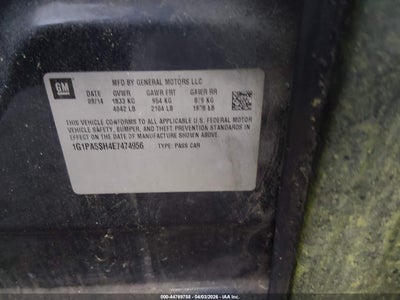 GM
MFD BY GENERAL MOTORS LLC
DATE GVWR GAWR FRT GAWR RR
03/14 1833 KG 954 KG 879 KG
4042 LB 2104 LB 1938 LB
THIS VEHICLE CONFORMS TO ALL APPLICABLE U.S. FEDERAL MOTOR
VEHICLE SAFETY, BUMPER, AND THEFT PREVENTION STANDARDS IN
EFFECT ON THE DATE OF MANUFACTURE SHOWN ABOVE.
1G1PA5SH4E7474956 TYPE: PASS CAR
000-44789758 - 04/03/2026 - IAA Inc.